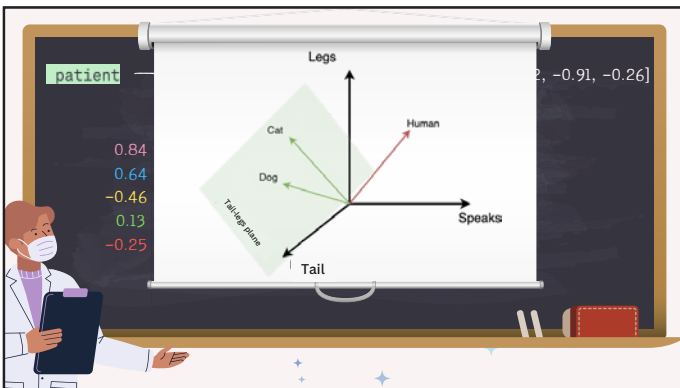 Legs
patient
2, -0.91, -0.26]
Human
Cat
0.84
0.64
Dog
-0.46
Tail-legs plane
0.13
Speaks
-0.25
Tail